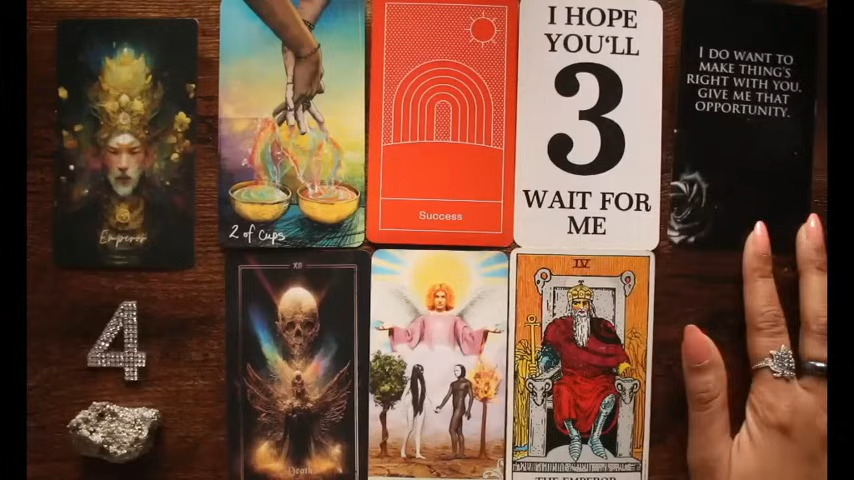 Emperor
2 of Cups
Success
I HOPE
YOU'LL
3
WAIT FOR
ME
I DO WANT TO
MAKE THING'S
RIGHT WITH YOU.
GIVE ME THAT
OPPORTUNITY.
4
XIII
Death
IV
THE EMPEROR